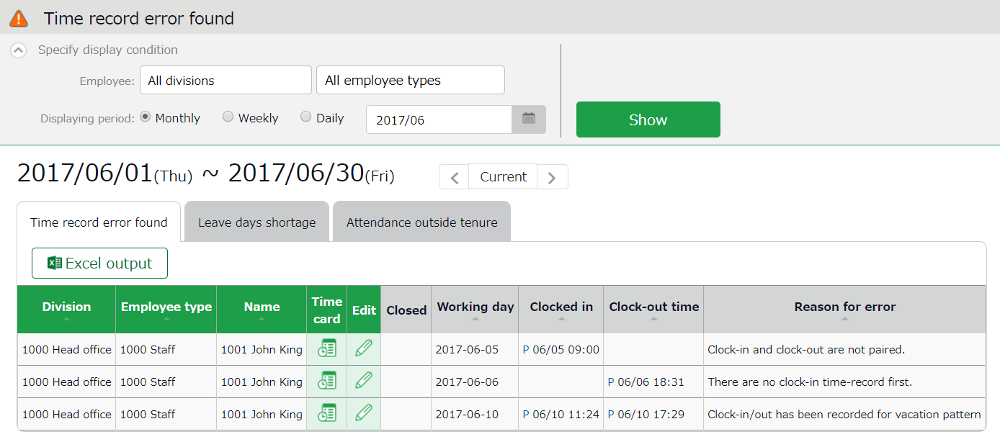 Time record error found
Specify display condition
Employee: All divisions All employee types
Displaying period: Monthly Weekly Daily 2017/06
Show
2017/06/01(Thu) ~ 2017/06/30(Fri) Current
Time record error found Leave days shortage Attendance outside tenure
Excel output
Division Employee type Name Time card Edit Closed Working day Clocked in Clock-out time Reason for error
1000 Head office 1000 Staff 1001 John King 2017-06-05 P 06/05 09:00 Clock-in and clock-out are not paired.
1000 Head office 1000 Staff 1001 John King 2017-06-06 P 06/06 18:31 There are no clock-in time-record first.
1000 Head office 1000 Staff 1001 John King 2017-06-10 P 06/10 11:24 P 06/10 17:29 Clock-in/out has been recorded for vacation pattern